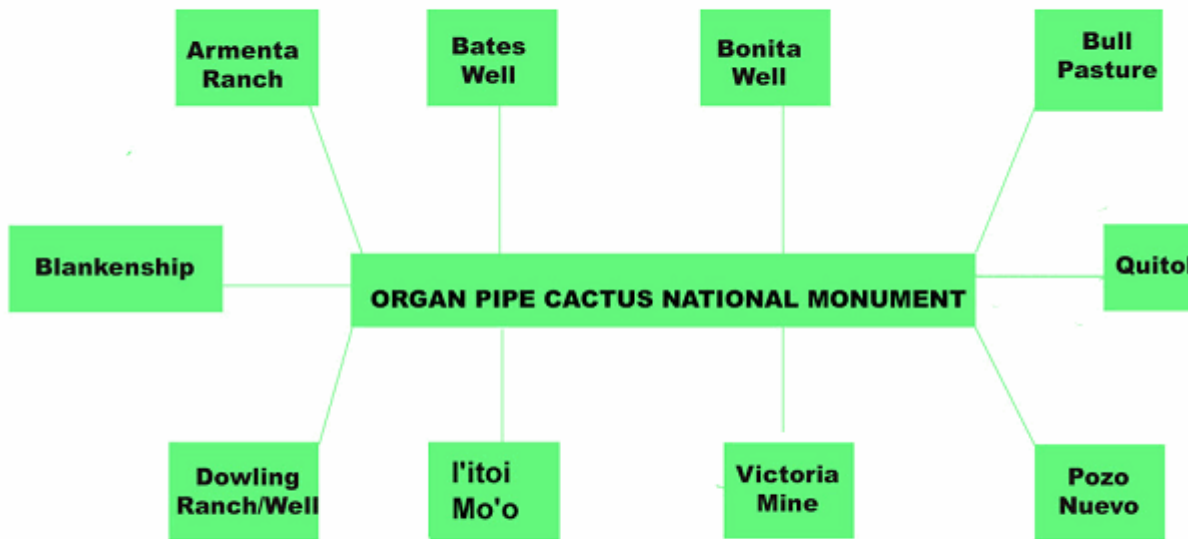 Armenta
Ranch
Bates
Well
Bonita
Well
Bull
Pasture
Blankenship
ORGAN PIPE CACTUS NATIONAL MONUMENT
Dowling
Ranch/Well
I'itoi
Mo'o
Victoria
Mine
Pozo
Nuevo